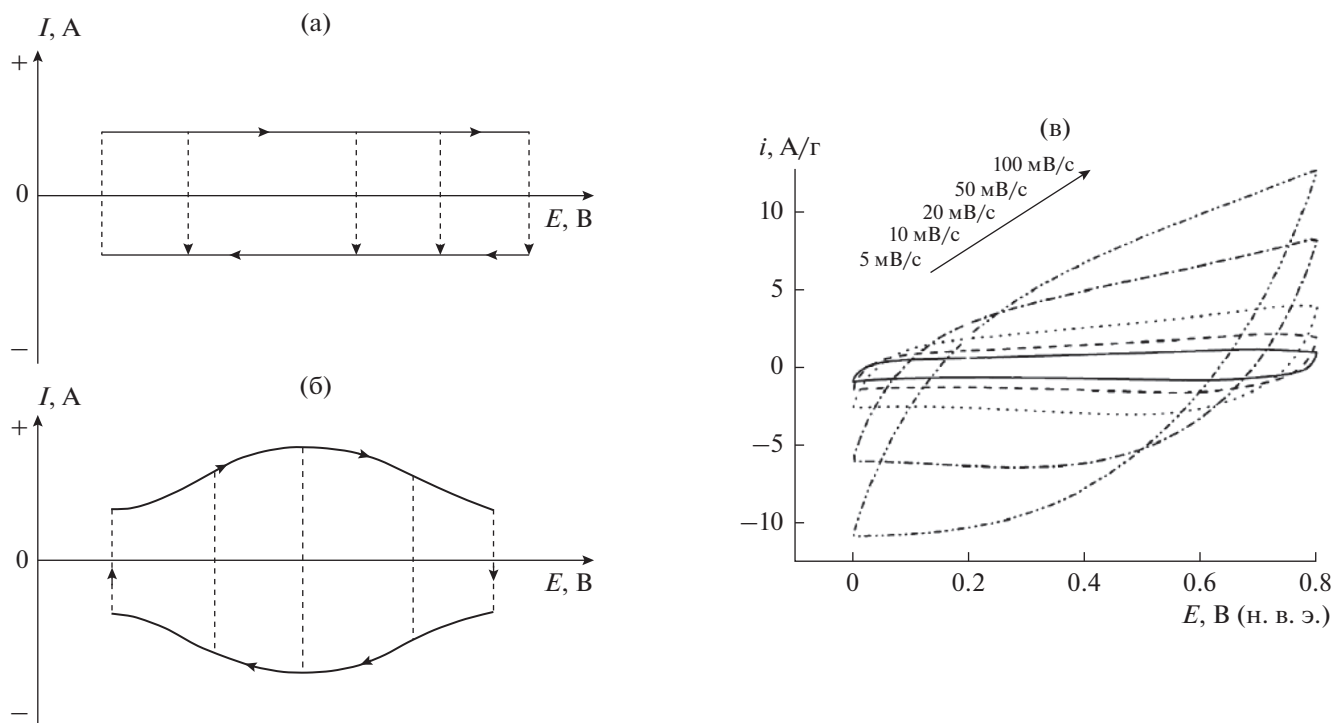 (а)
I, А
+
0
−
E, В
(б)
I, А
+
0
−
E, В
(в)
i, А/г
100 мВ/с
50 мВ/с
20 мВ/с
10 мВ/с
5 мВ/с
10
5
0
−5
−10
0 0.2 0.4 0.6 0.8
E, В (н. в. э.)